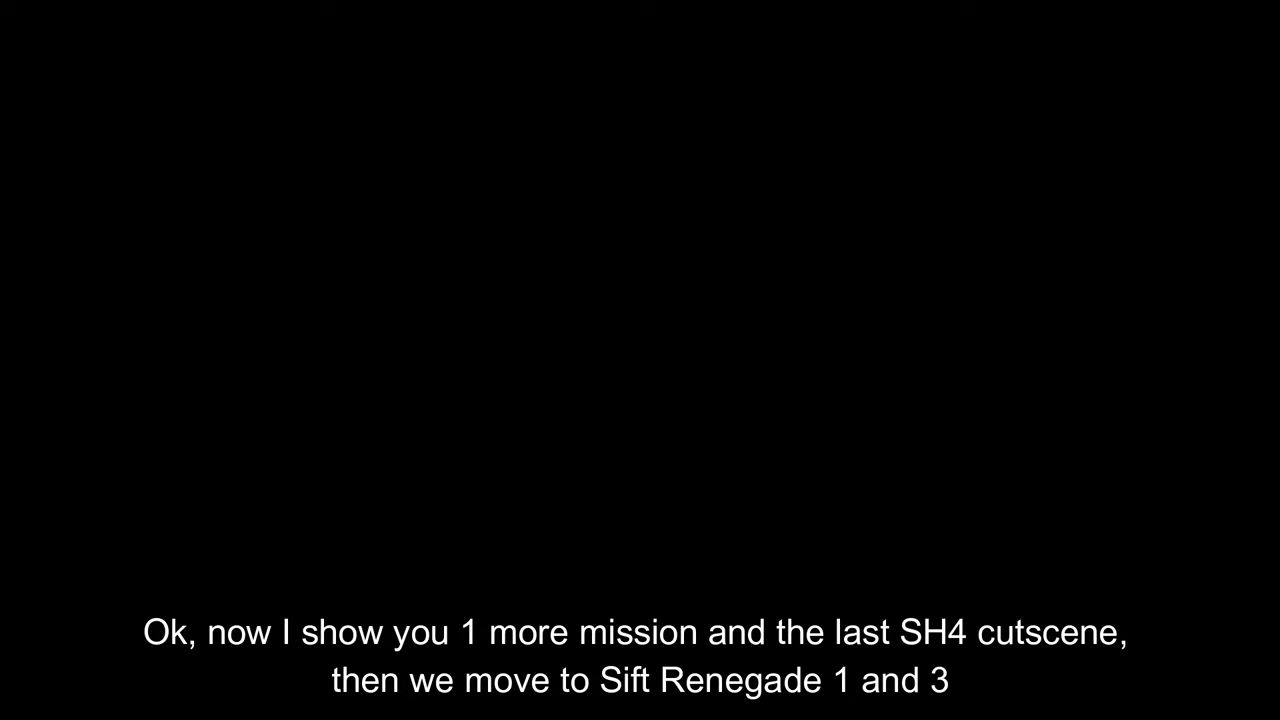 Ok, now I show you 1 more mission and the last SH4 cutscene,
then we move to Sift Renegade 1 and 3